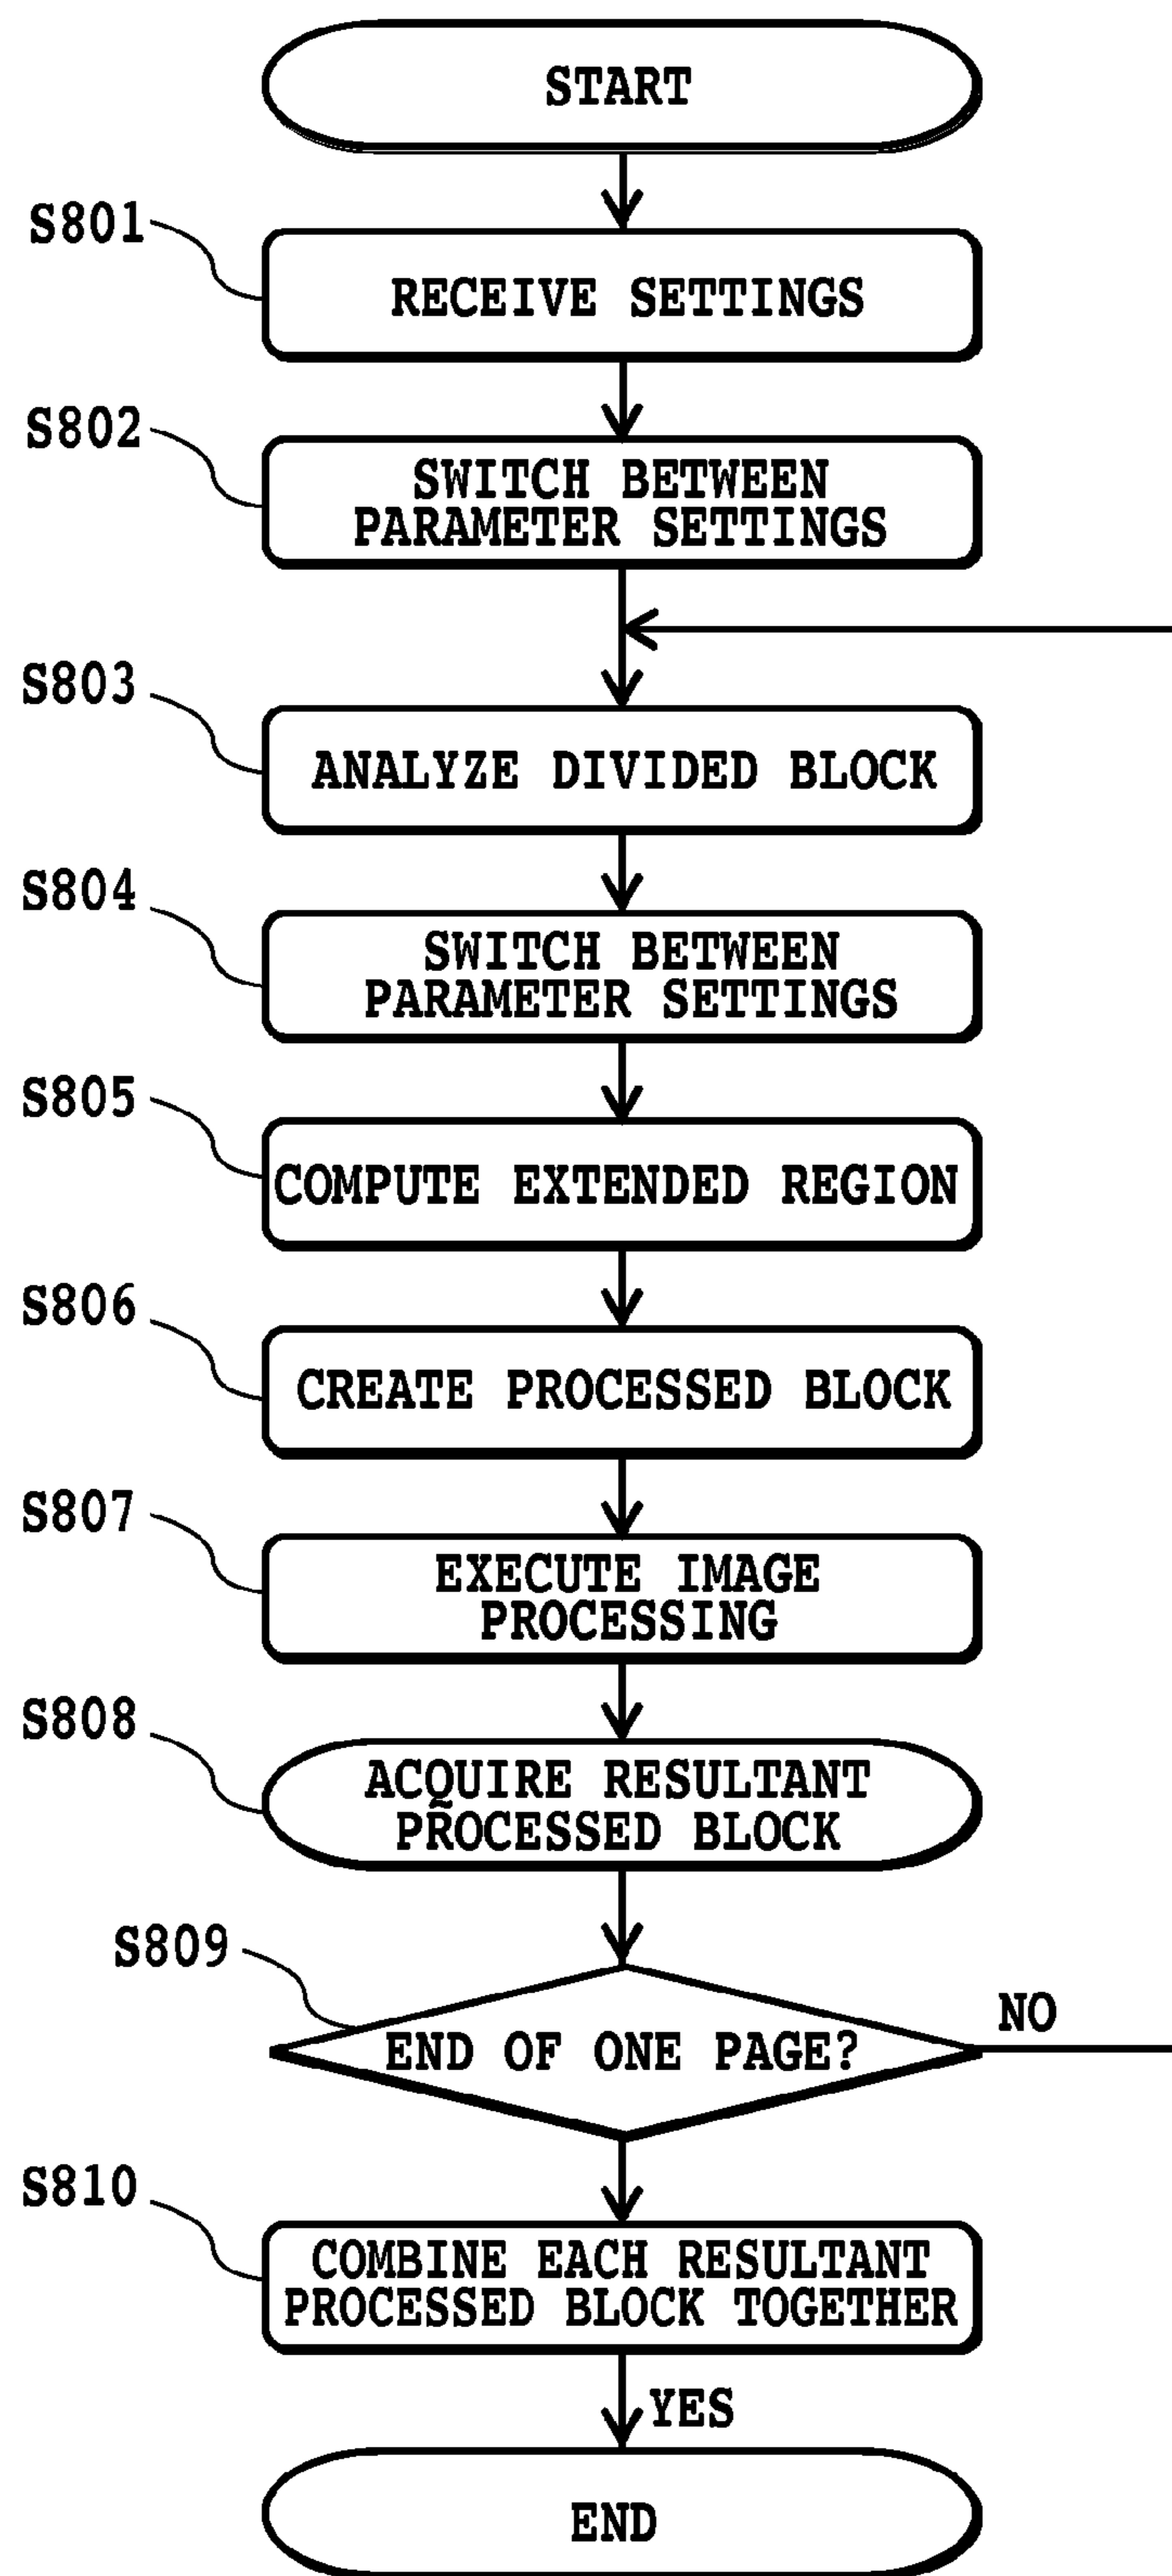 START
S801
RECEIVE SETTINGS
S802
SWITCH BETWEEN
PARAMETER SETTINGS
S803
ANALYZE DIVIDED BLOCK
S804
SWITCH BETWEEN
PARAMETER SETTINGS
S805
COMPUTE EXTENDED REGION
S806
CREATE PROCESSED BLOCK
S807
EXECUTE IMAGE
PROCESSING
S808
ACQUIRE RESULTANT
PROCESSED BLOCK
S809
END OF ONE PAGE?
NO
S810
COMBINE EACH RESULTANT
PROCESSED BLOCK TOGETHER
YES
END